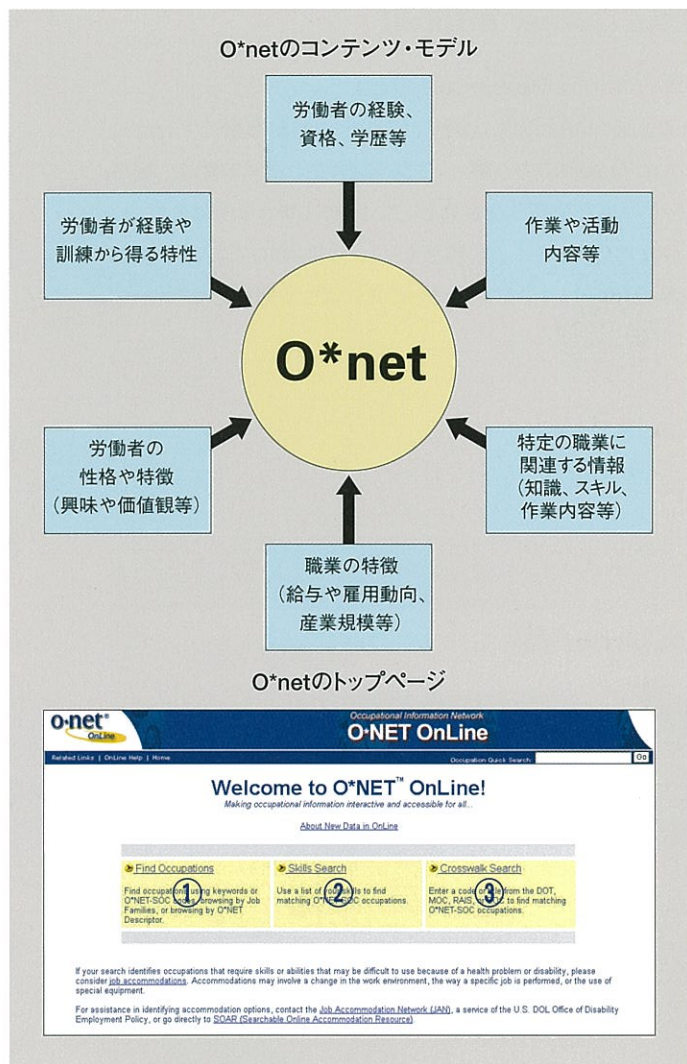 O*netのコンテンツ・モデル
労働者の経験、
資格、学歴等
労働者が経験や
訓練から得る特性
作業や活動
内容等
O*net
労働者の
性格や特徴
(興味や価値観等)
特定の職業に
関連する情報
(知識、スキル、
作業内容等)
職業の特徴
(給与や雇用動向、
産業規模等)
O*netのトップページ
o·net®
OnLine
Occupational Information Network
O*NET OnLine
Related Links | OnLine Help | Home
Occupation Quick Search:
Go
Welcome to O*NET™ OnLine!
Making occupational information interactive and accessible for all...
About New Data in OnLine
Find Occupations
①
Find occupations using keywords or
O*NET-SOC codes, browsing by Job
Families, or browsing by O*NET
Descriptor.
Skills Search
②
Use a list of your skills to find
matching O*NET-SOC occupations.
Crosswalk Search
③
Enter a code or title from the DOT,
MOC, RAIS, or SOC to find matching
O*NET-SOC occupations.
If your search identifies occupations that require skills or abilities that may be difficult to use because of a health problem or disability, please
consider job accommodations. Accommodations may involve a change in the work environment, the way a specific job is performed, or the use of
special equipment.
For assistance in identifying accommodation options, contact the Job Accommodation Network (JAN), a service of the U.S. DOL Office of Disability
Employment Policy, or go directly to SOAR (Searchable Online Accommodation Resource).